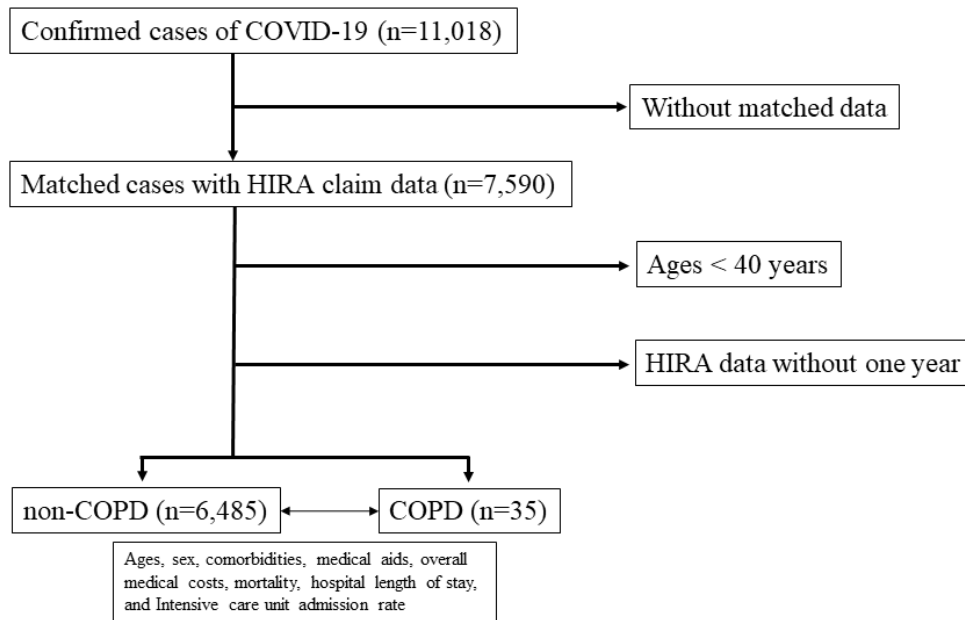 Confirmed cases of COVID-19 (n=11,018)
Without matched data
Matched cases with HIRA claim data (n=7,590)
Ages < 40 years
HIRA data without one year
non-COPD (n=6,485)
COPD (n=35)
Ages, sex, comorbidities, medical aids, overall
medical costs, mortality, hospital length of stay,
and Intensive care unit admission rate